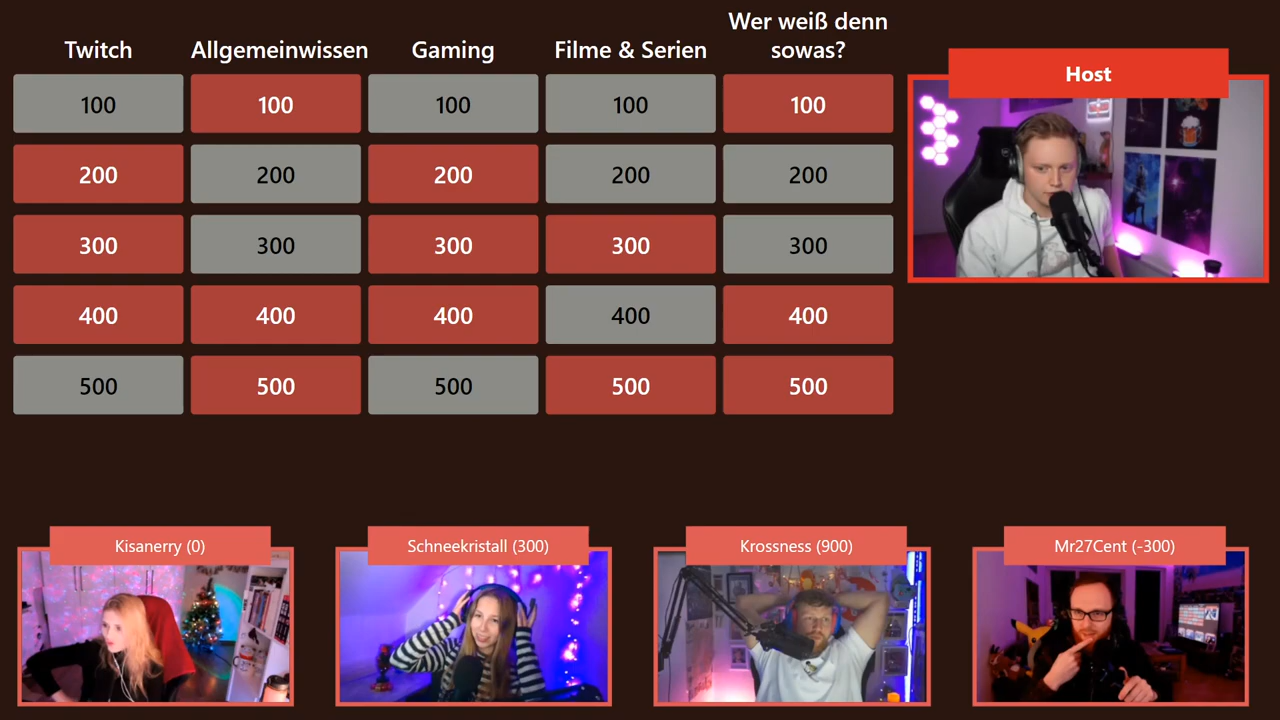 Wer weiß denn
Twitch Allgemeinwissen Gaming Filme & Serien sowas?
Host
100 100 100 100 100
200 200 200 200 200
300 300 300 300 300
400 400 400 400 400
500 500 500 500 500
Kisanerry (0) Schneekristall (300) Krossness (900) Mr27Cent (-300)